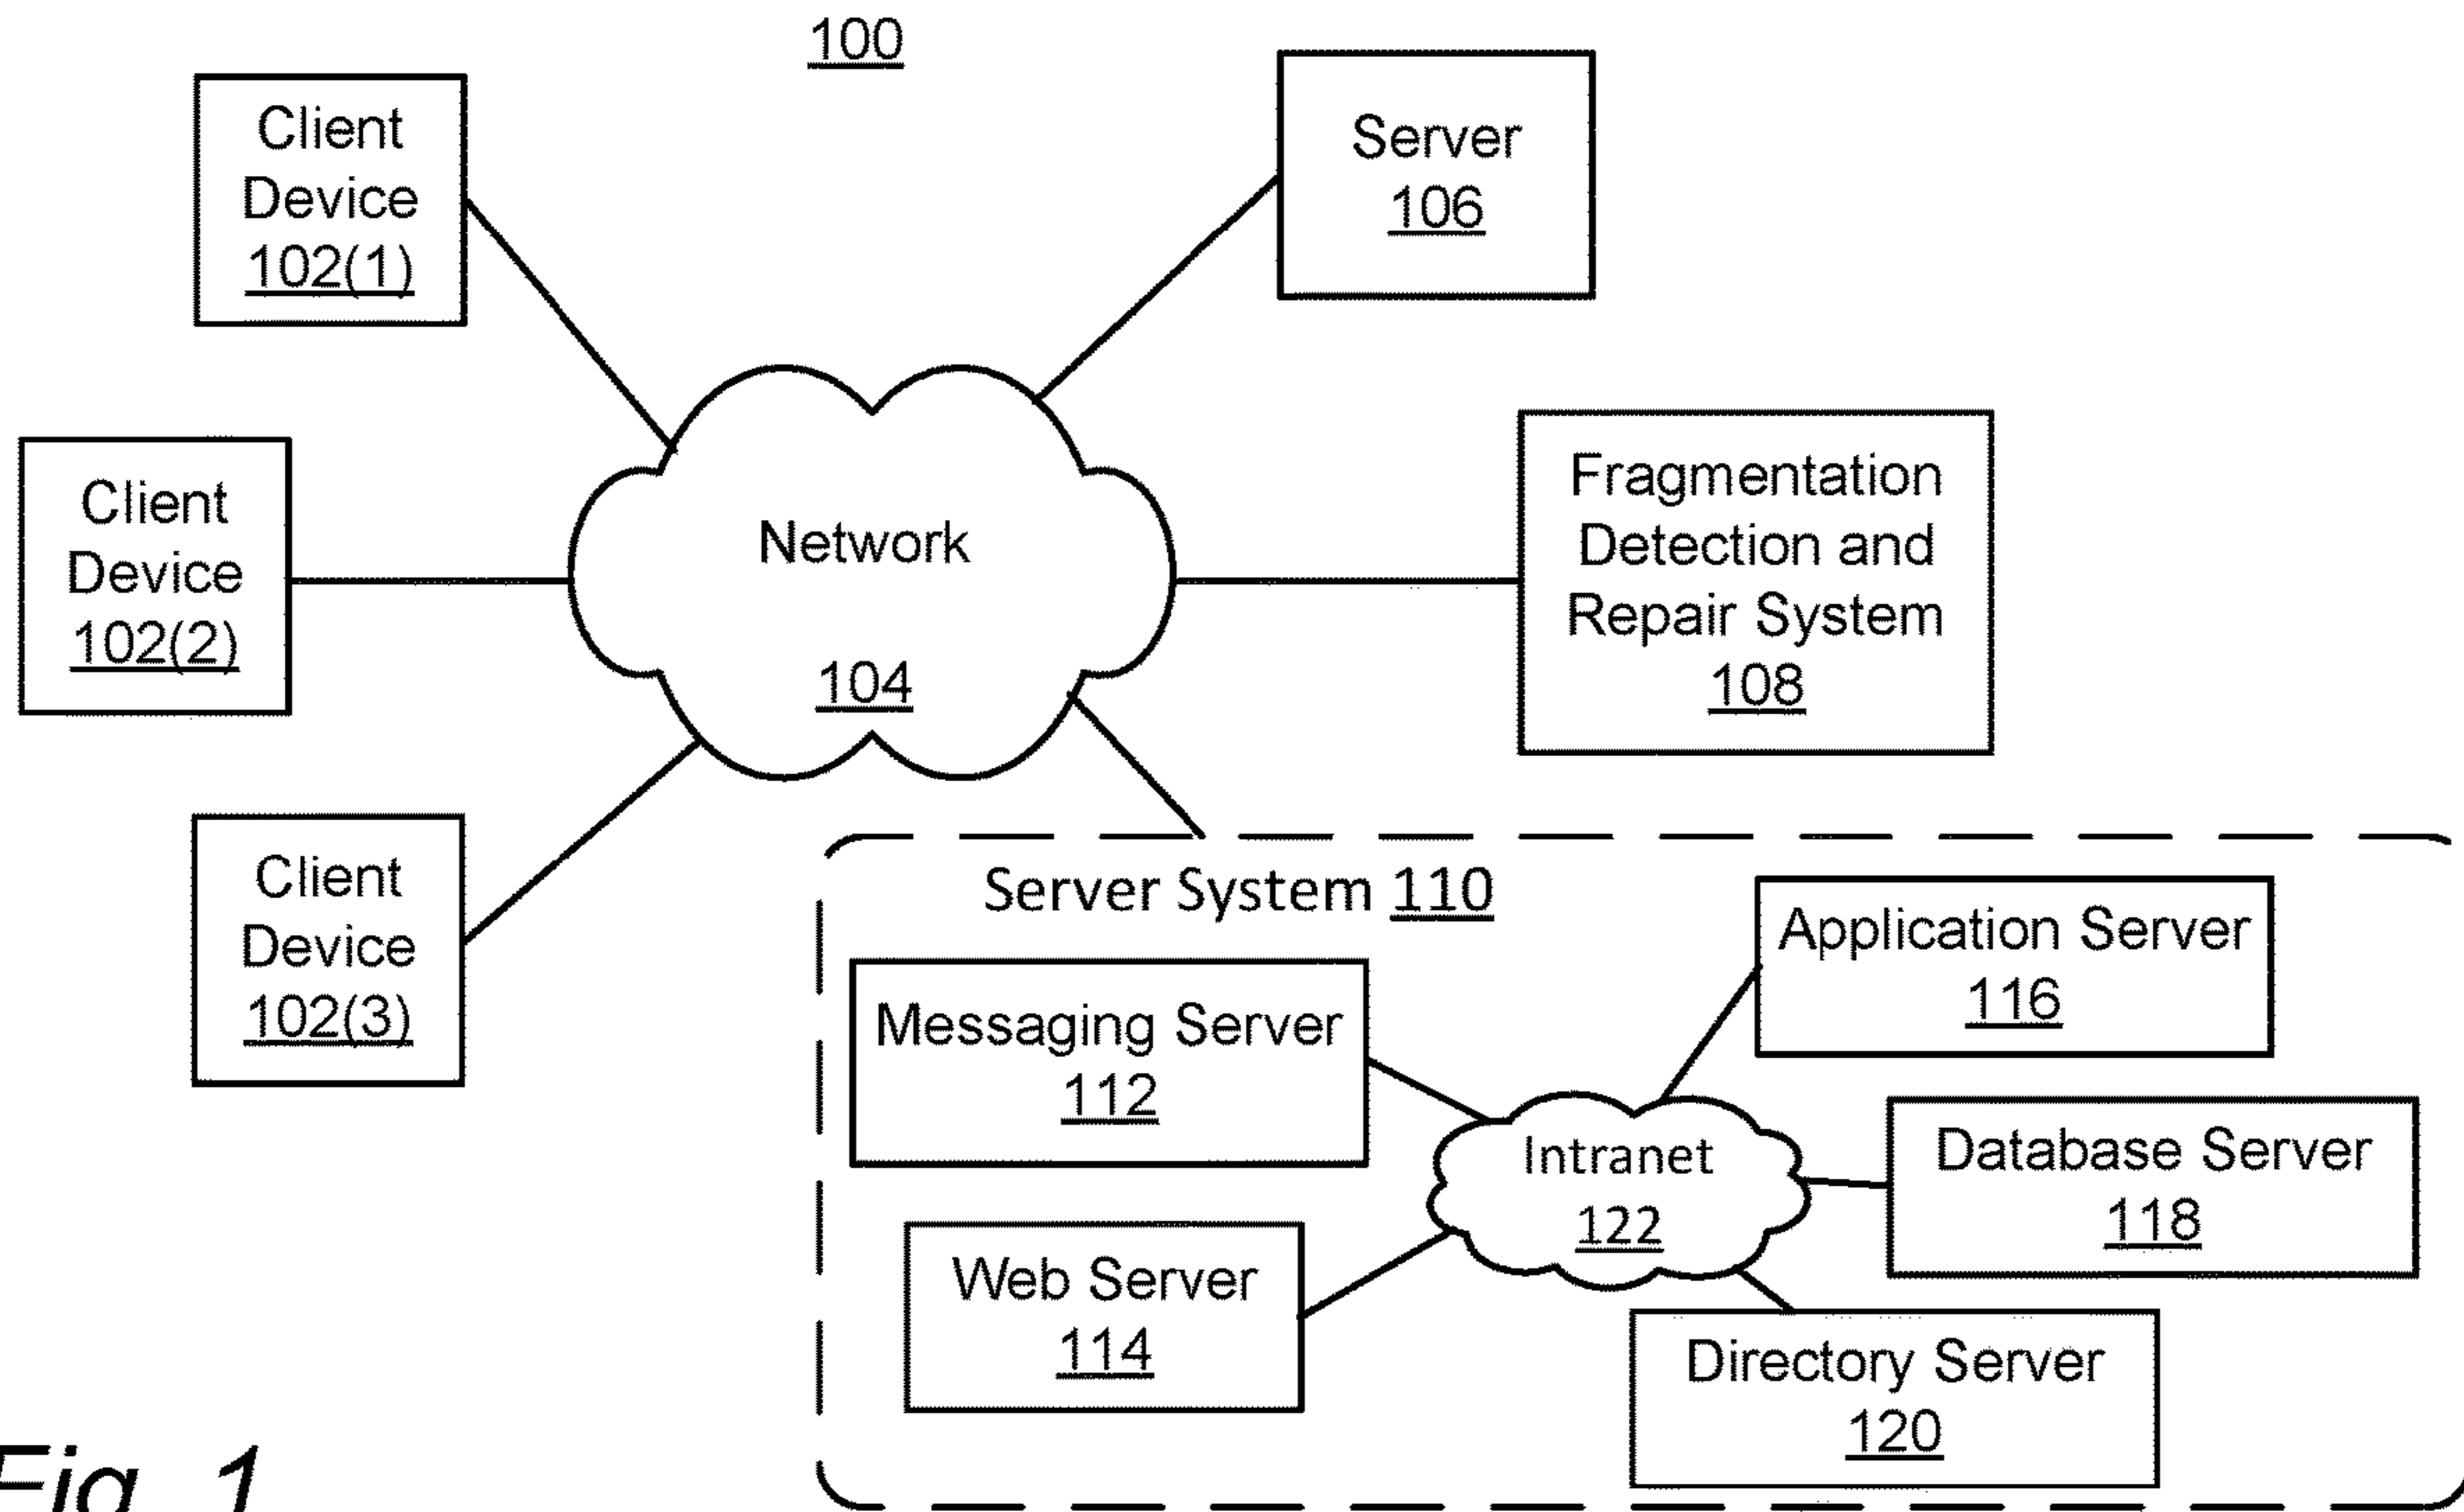 100
Client
Device
102(1)
Server
106
Client
Device
102(2)
Network
104
Fragmentation
Detection and
Repair System
108
Client
Device
102(3)
Server System 110
Messaging Server
112
Application Server
116
Intranet
122
Database Server
118
Web Server
114
Directory Server
120
Fig. 1